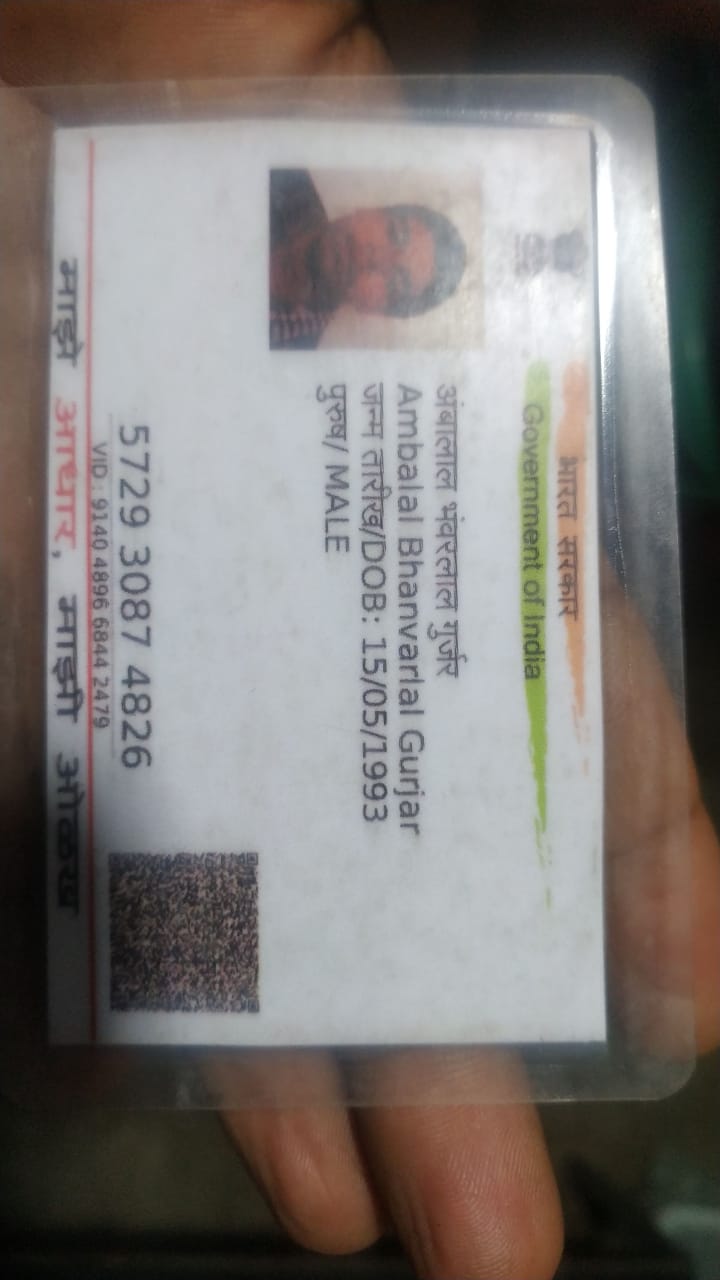 भारत सरकार
Government of India
अंबालाल भंवरलाल गुर्जर
Ambalal Bhanvarlal Gurjar
जन्म तारीख/DOB: 15/05/1993
पुरुष/ MALE
5729 3087 4826
VID : 9140 4896 6844 2479
माझे आधार, माझी ओळख